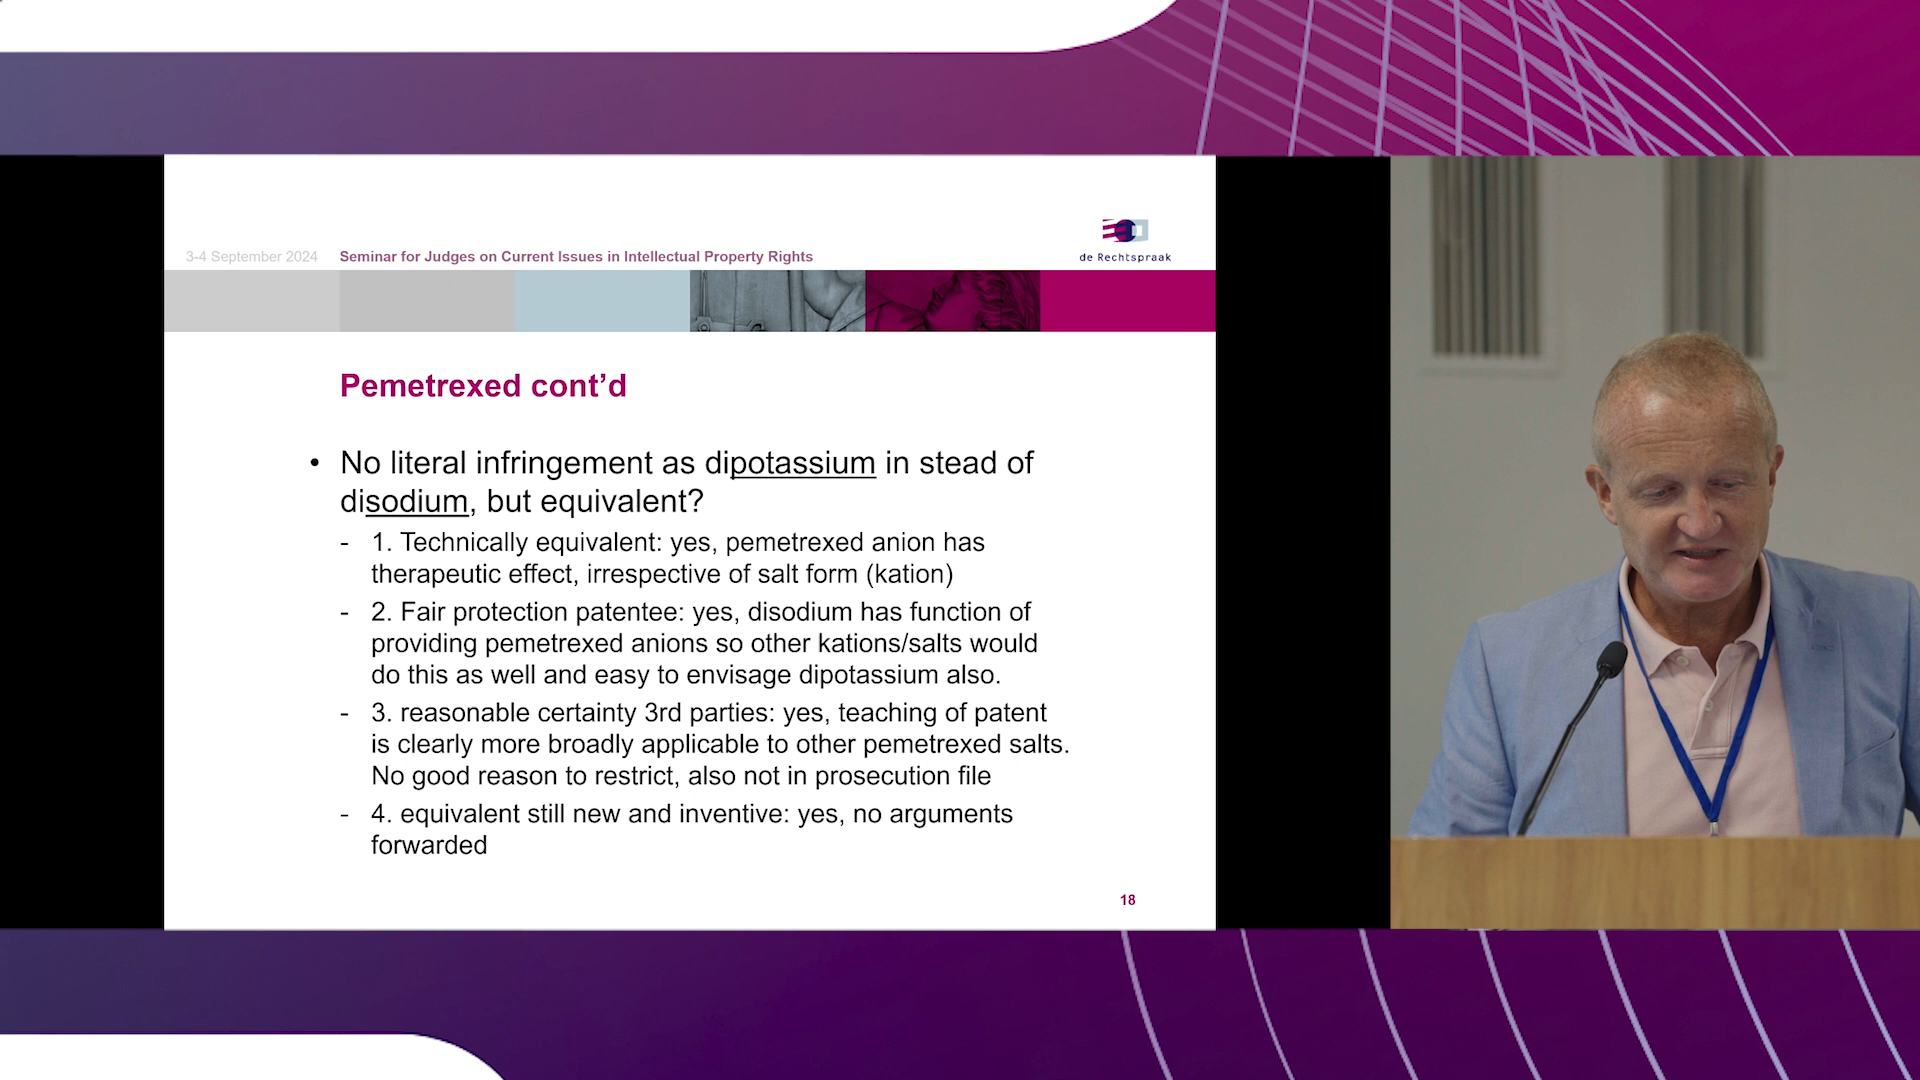 3-4 September 2024 Seminar for Judges on Current Issues in Intellectual Property Rights
de Rechtspraak
Pemetrexed cont’d
• No literal infringement as dipotassium in stead of
disodium, but equivalent?
- 1. Technically equivalent: yes, pemetrexed anion has
therapeutic effect, irrespective of salt form (kation)
- 2. Fair protection patentee: yes, disodium has function of
providing pemetrexed anions so other kations/salts would
do this as well and easy to envisage dipotassium also.
- 3. reasonable certainty 3rd parties: yes, teaching of patent
is clearly more broadly applicable to other pemetrexed salts.
No good reason to restrict, also not in prosecution file
- 4. equivalent still new and inventive: yes, no arguments
forwarded
18